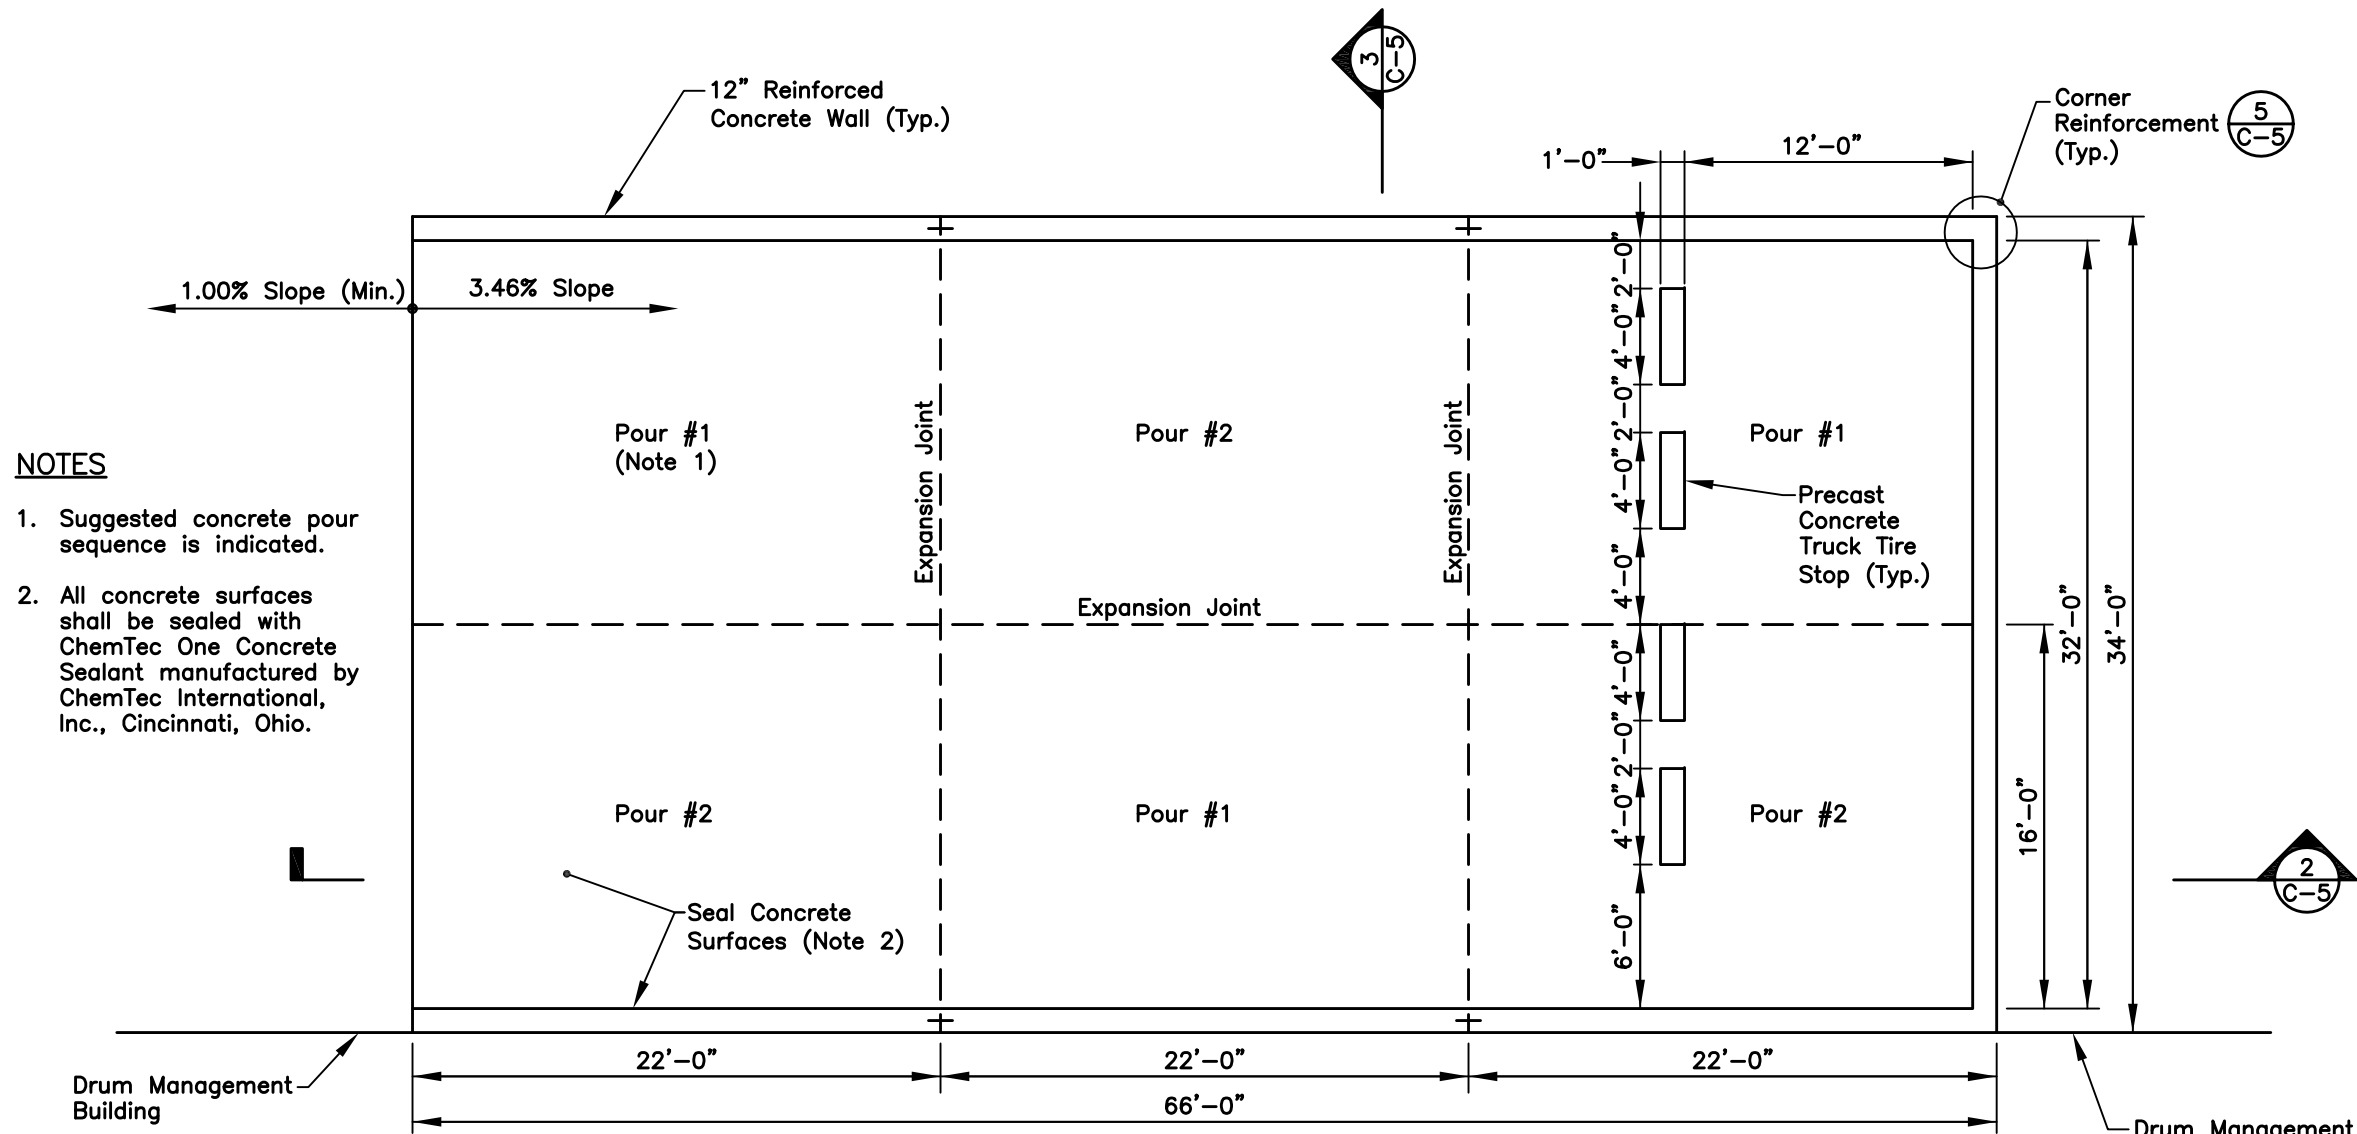 3
C-5
12" Reinforced
Concrete Wall (Typ.)
Corner
Reinforcement
(Typ.)
5
C-5
1'-0"
12'-0"
1.00% Slope (Min.)
3.46% Slope
2'-0"
4'-0"
2'-0"
4'-0"
4'-0"
4'-0"
2'-0"
4'-0"
6'-0"
Pour #1
(Note 1)
Expansion Joint
Pour #2
Expansion Joint
Pour #1
Precast
Concrete
Truck Tire
Stop (Typ.)
Expansion Joint
NOTES
1. Suggested concrete pour
sequence is indicated.
2. All concrete surfaces
shall be sealed with
ChemTec One Concrete
Sealant manufactured by
ChemTec International,
Inc., Cincinnati, Ohio.
32'-0"
34'-0"
16'-0"
Pour #2
Pour #1
Pour #2
2
C-5
Seal Concrete
Surfaces (Note 2)
22'-0"
22'-0"
22'-0"
66'-0"
Drum Management
Building
Drum Management